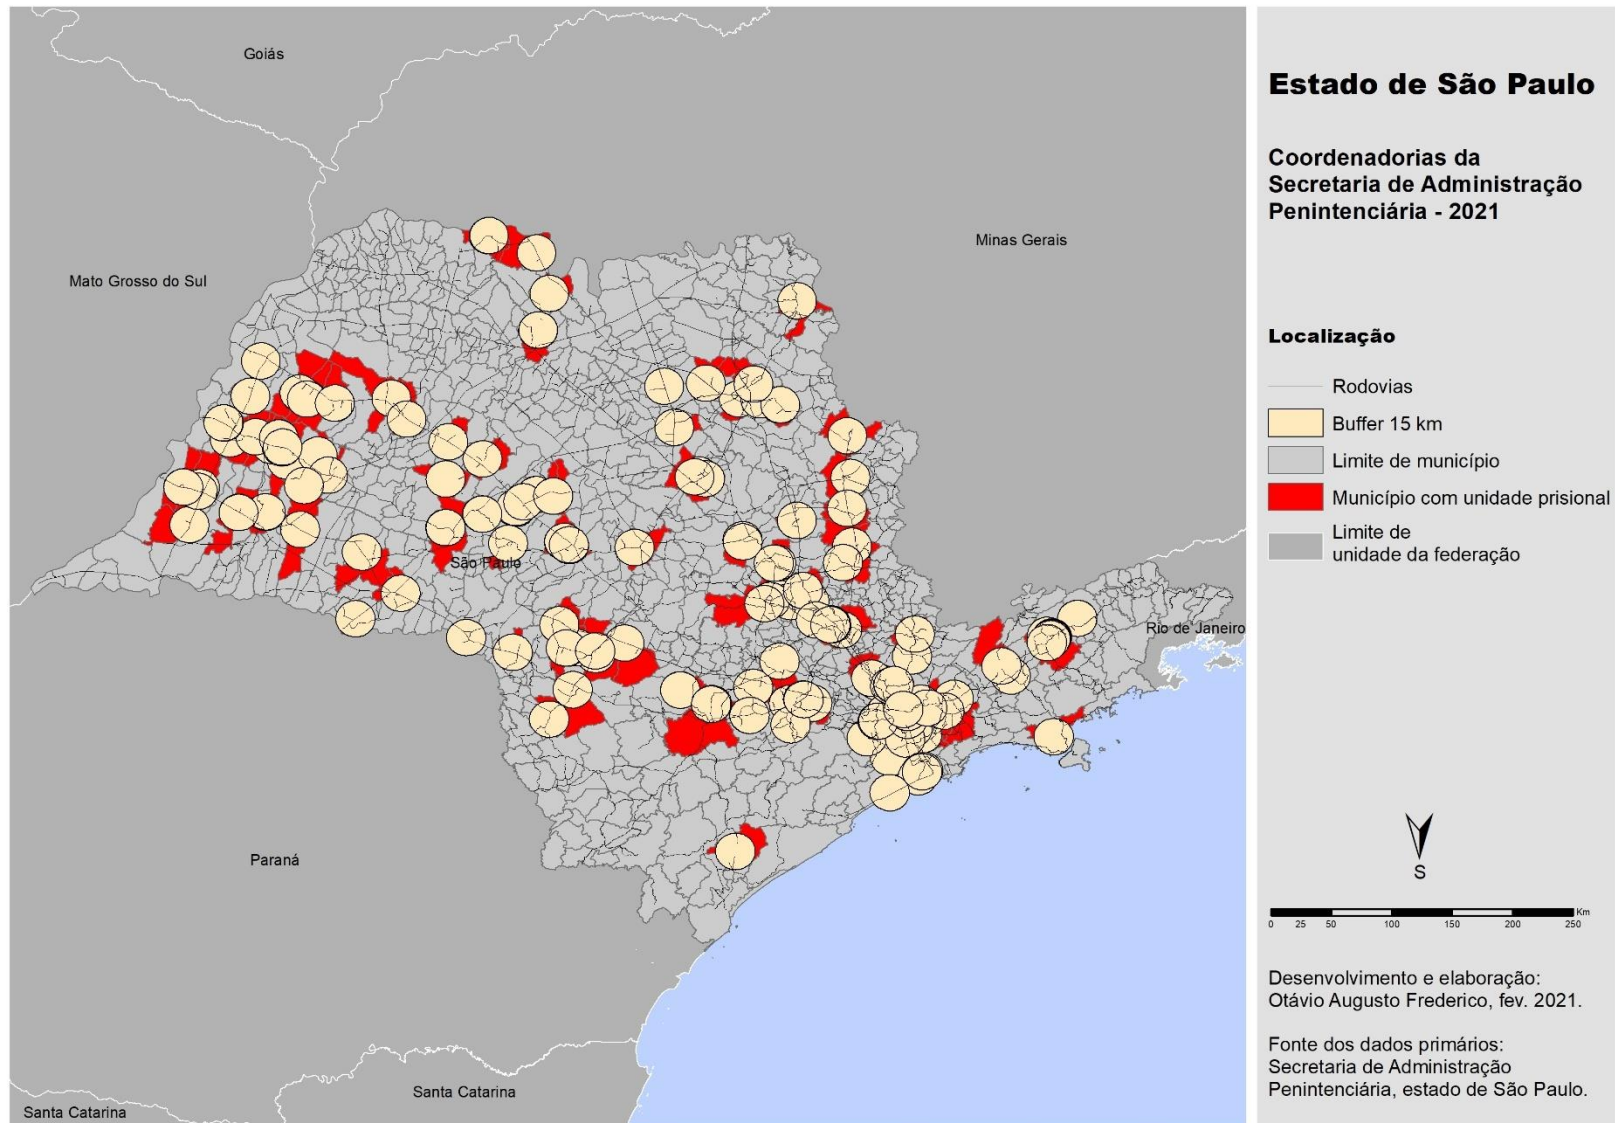 Goiás
Minas Gerais
Mato Grosso do Sul
São Paulo
Rio de Janeiro
Paraná
Santa Catarina
Santa Catarina
Estado de São Paulo
Coordenadorias da
Secretaria de Administração
Penintenciária - 2021
Localização
Rodovias
Buffer 15 km
Limite de município
Município com unidade prisional
Limite de
unidade da federação
S
Km
0 25 50 100 150 200 250
Desenvolvimento e elaboração:
Otávio Augusto Frederico, fev. 2021.
Fonte dos dados primários:
Secretaria de Administração
Penintenciária, estado de São Paulo.